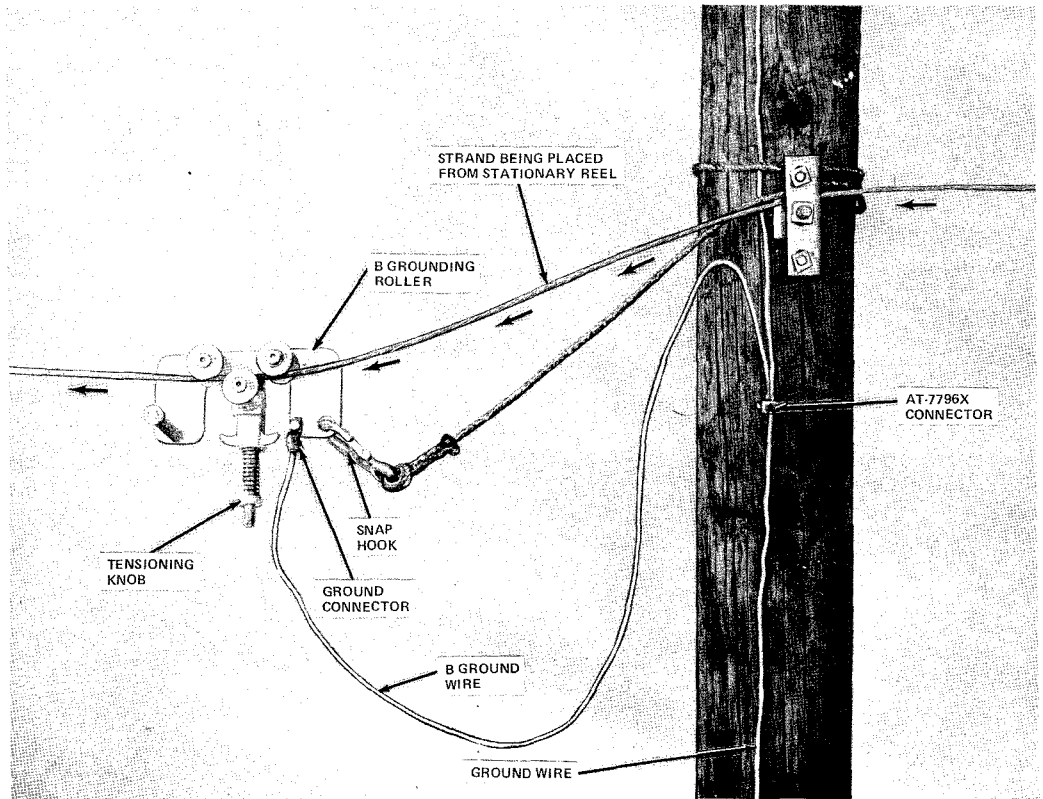 STRAND BEING PLACED
FROM STATIONARY REEL
B GROUNDING
ROLLER
AT-7796X
CONNECTOR
SNAP
HOOK
TENSIONING
KNOB
GROUND
CONNECTOR
B GROUND
WIRE
GROUND WIRE